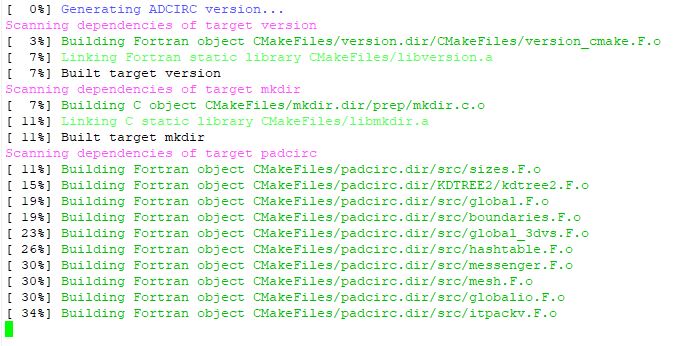 [  0%] Generating ADCIRC version...
Scanning dependencies of target version
[  3%] Building Fortran object CMakeFiles/version.dir/CMakeFiles/version_cmake.F.o
[  7%] Linking Fortran static library CMakeFiles/libversion.a
[  7%] Built target version
Scanning dependencies of target mkdir
[  7%] Building C object CMakeFiles/mkdir.dir/prep/mkdir.c.o
[ 11%] Linking C static library CMakeFiles/libmkdir.a
[ 11%] Built target mkdir
Scanning dependencies of target padcirc
[ 11%] Building Fortran object CMakeFiles/padcirc.dir/src/sizes.F.o
[ 15%] Building Fortran object CMakeFiles/padcirc.dir/KDTREE2/kdtree2.F.o
[ 19%] Building Fortran object CMakeFiles/padcirc.dir/src/global.F.o
[ 19%] Building Fortran object CMakeFiles/padcirc.dir/src/boundaries.F.o
[ 23%] Building Fortran object CMakeFiles/padcirc.dir/src/global_3dvs.F.o
[ 26%] Building Fortran object CMakeFiles/padcirc.dir/src/hashtable.F.o
[ 30%] Building Fortran object CMakeFiles/padcirc.dir/src/messenger.F.o
[ 30%] Building Fortran object CMakeFiles/padcirc.dir/src/mesh.F.o
[ 30%] Building Fortran object CMakeFiles/padcirc.dir/src/globalio.F.o
[ 34%] Building Fortran object CMakeFiles/padcirc.dir/src/itpackv.F.o